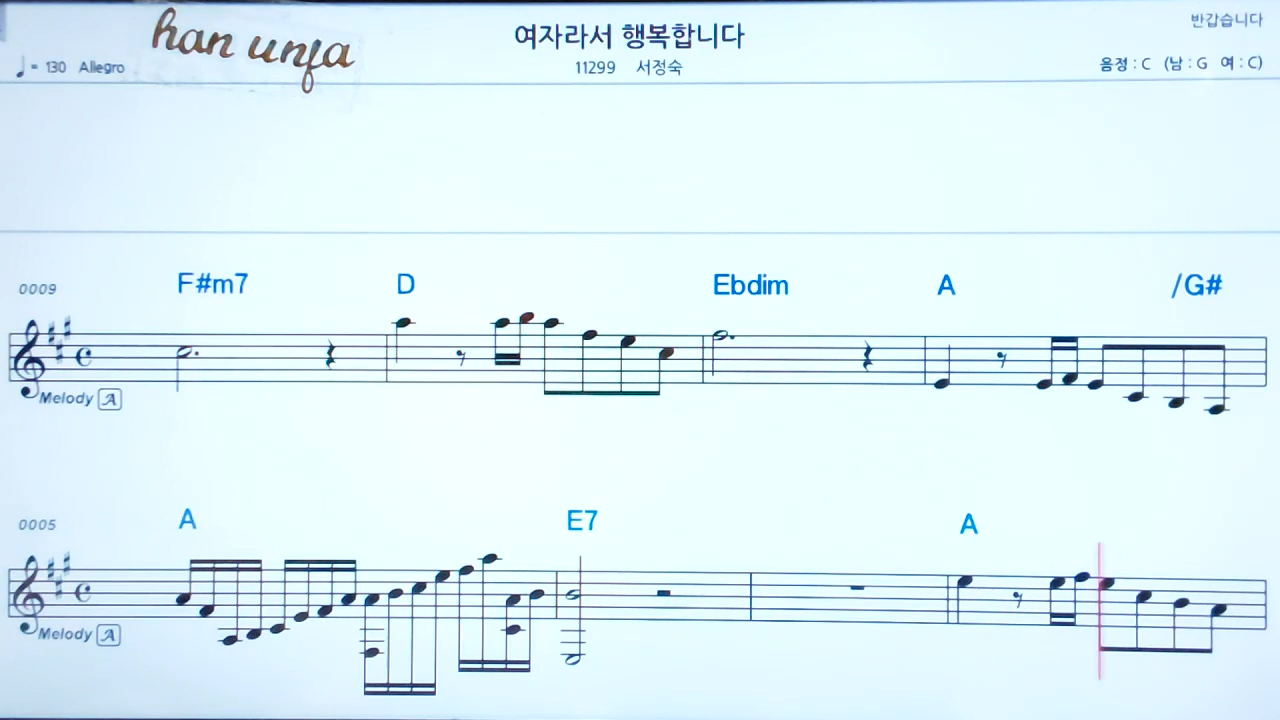 han unfa
여자라서 행복합니다
반갑습니다
♩= 130 Allegro
11299 서정숙
음정 : C (남 : G 여 : C)
0009 F#m7 D Ebdim A /G#
Melody A
0005 A E7 A
Melody A